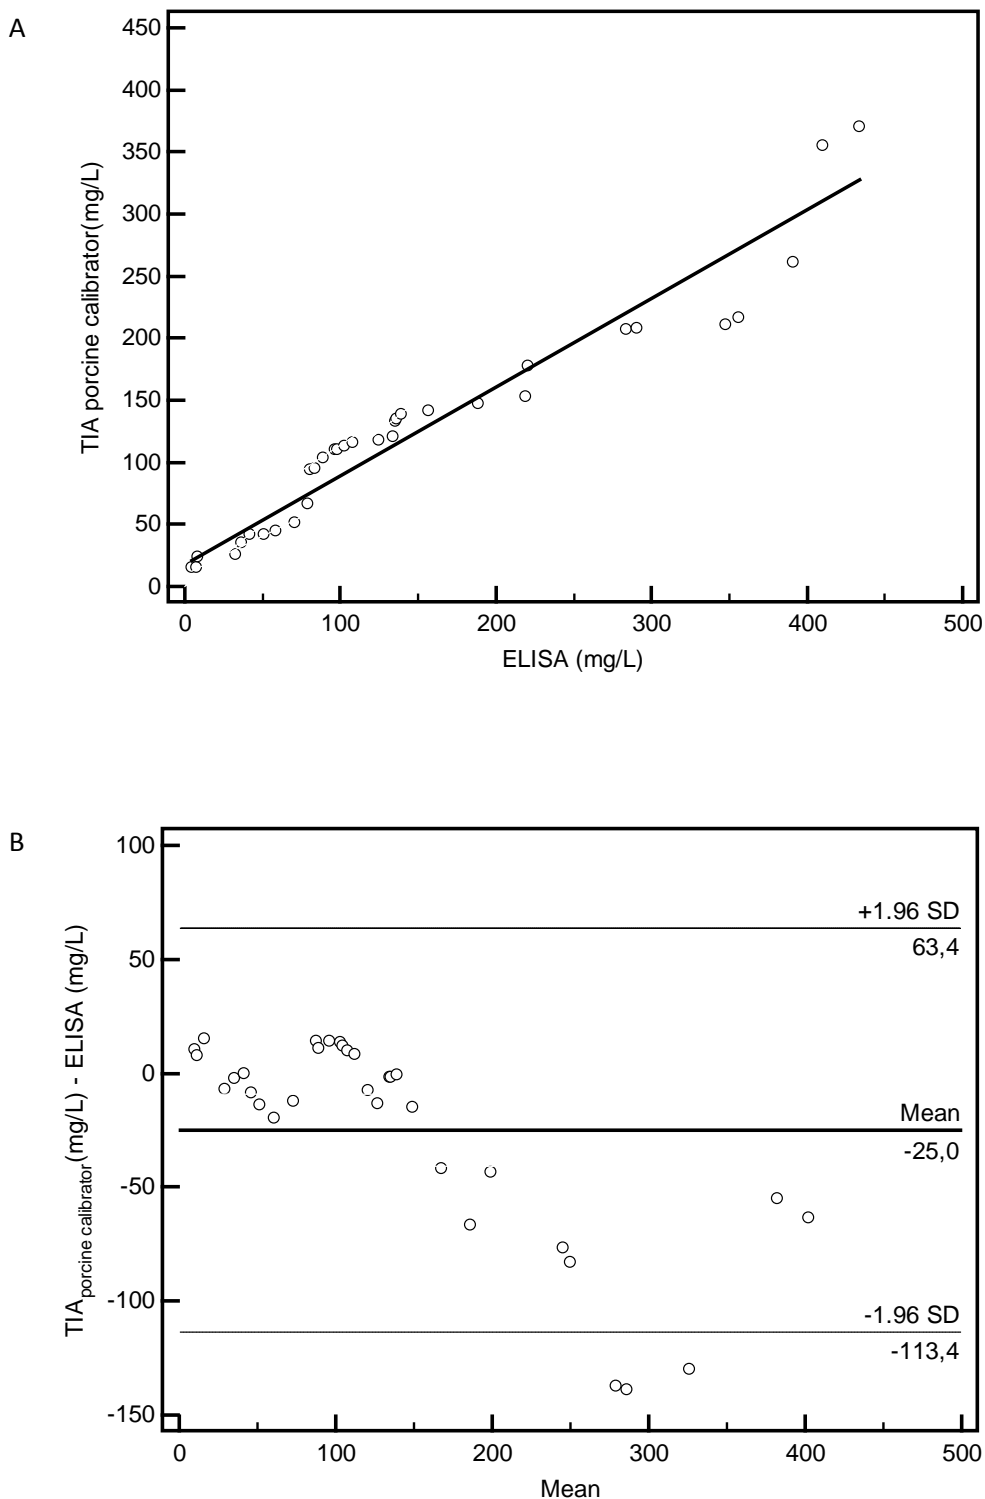 A
450
400
350
300
250
200
150
100
50
0
TIA porcine calibrator(mg/L)
0 100 200 300 400 500
ELISA (mg/L)
B
100
50
0
-50
-100
-150
TIAporcine calibrator(mg/L) - ELISA (mg/L)
+1.96 SD
63,4
Mean
-25,0
-1.96 SD
-113,4
0 100 200 300 400 500
Mean